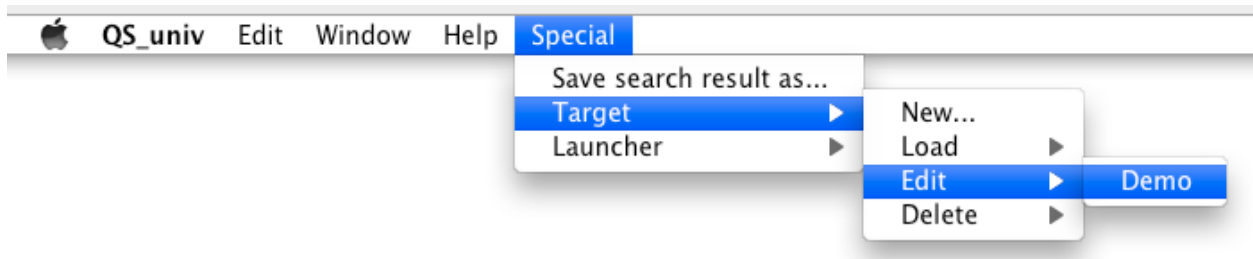 QS_univ Edit Window Help Special
Save search result as...
Target
Launcher
New...
Load
Edit
Delete
Demo